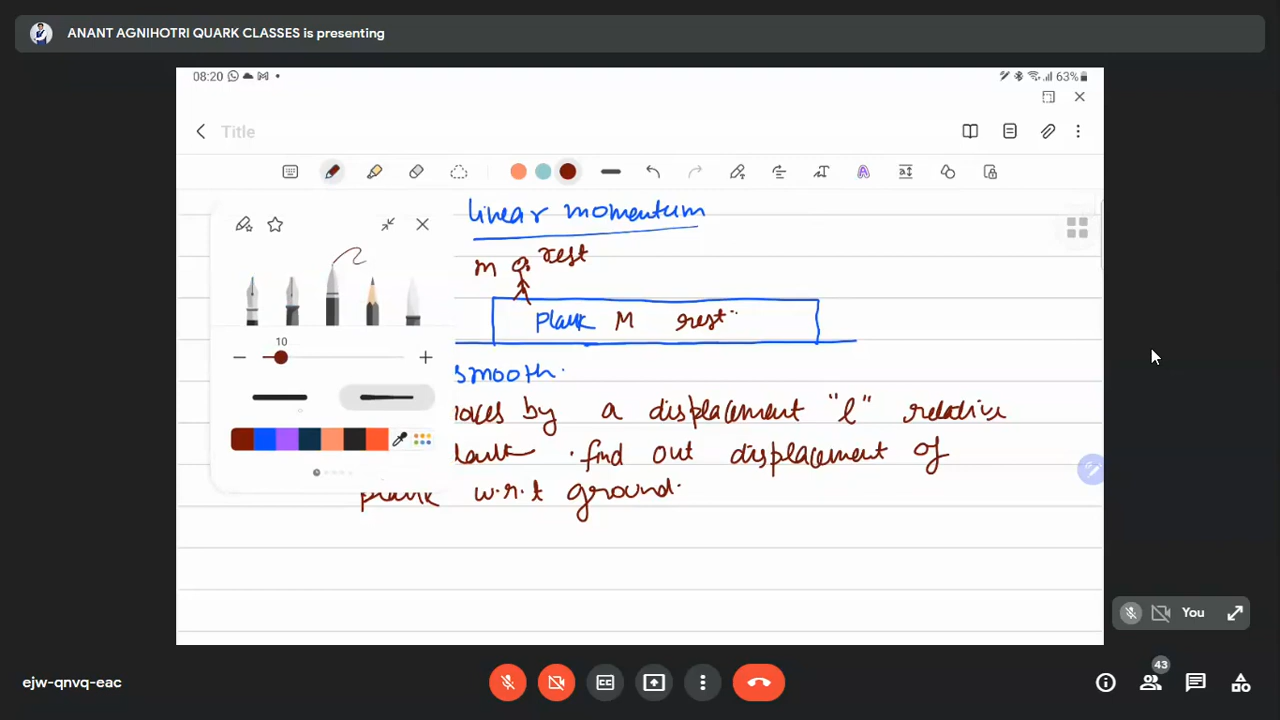 ANANT AGNIHOTRI QUARK CLASSES is presenting
08:20
63%
Title
linear momentum
m rest
10
Plank M rest
smooth.
by a displacement "l" relative
. find out displacement of
plank w.r.t ground.
You
ejw-qnvq-eac
CC
43